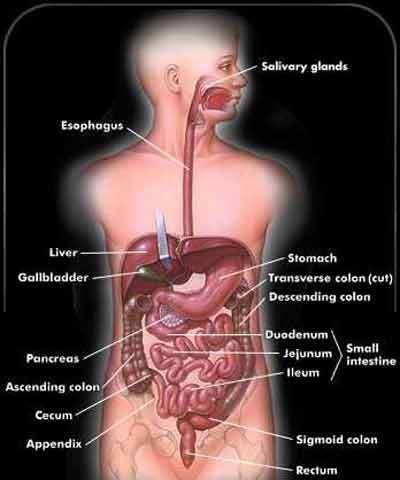 Salivary glands
Esophagus
Liver
Gallbladder
Stomach
Transverse colon (cut)
Descending colon
Duodenum
Pancreas
Jejunum
Small
intestine
Ileum
Ascending colon
Cecum
Appendix
Sigmoid colon
Rectum